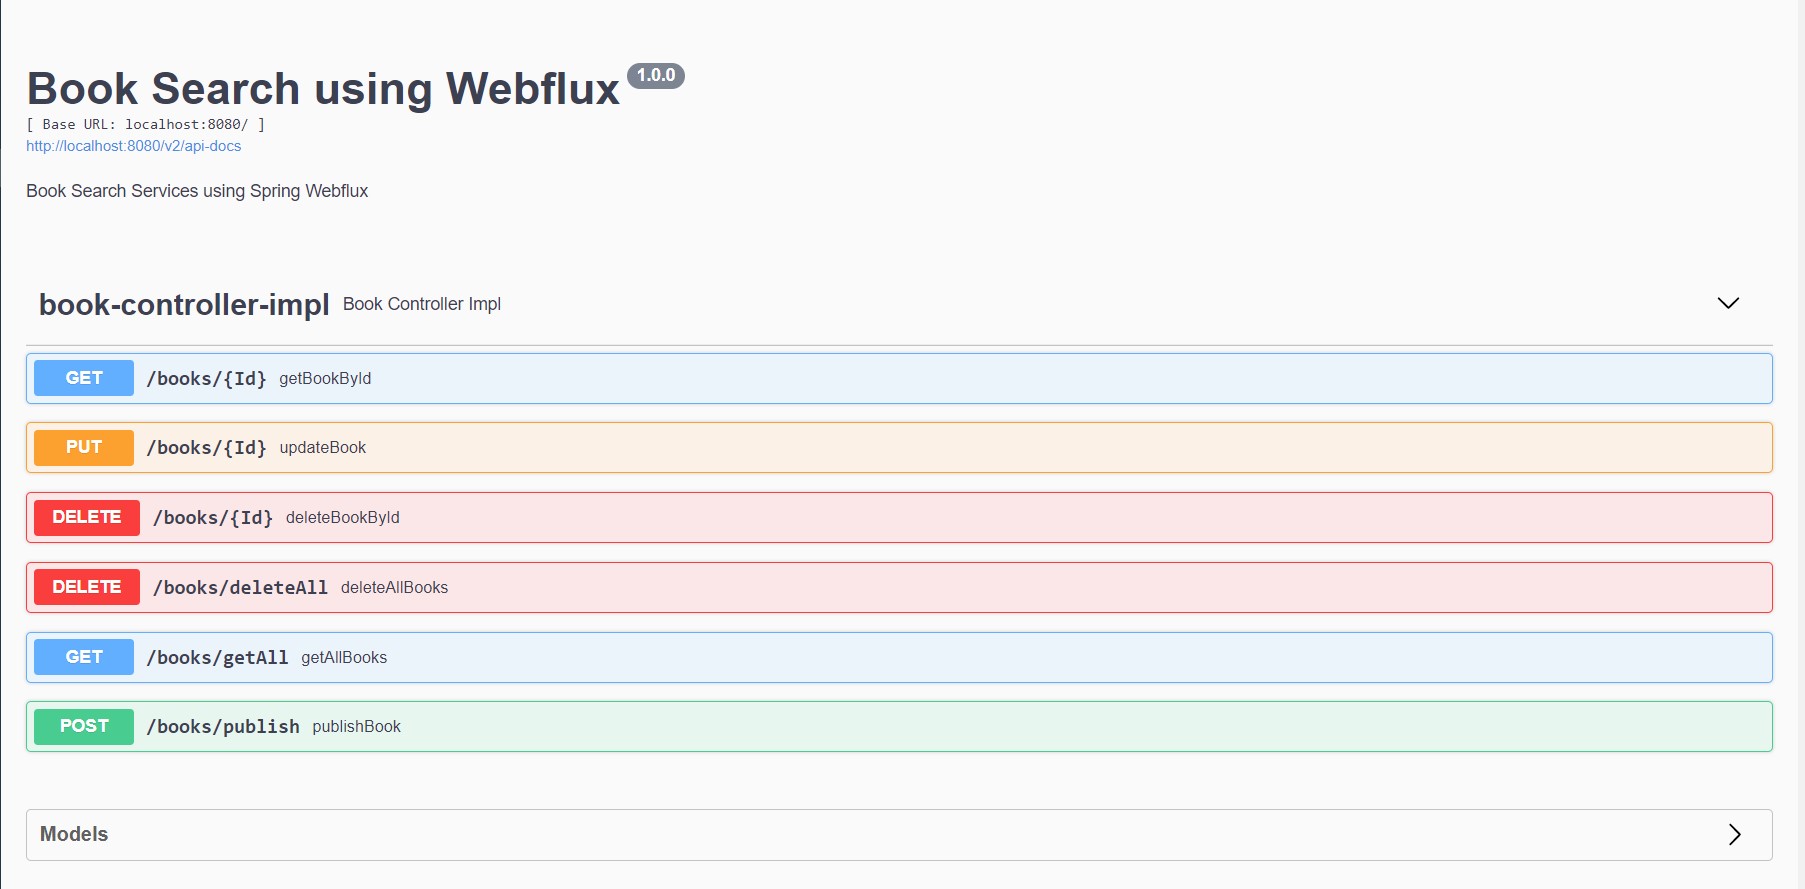 Book Search using Webflux 1.0.0
[ Base URL: localhost:8080/ ]
http://localhost:8080/v2/api-docs
Book Search Services using Spring Webflux
book-controller-impl Book Controller Impl
GET /books/{Id} getBookById
PUT /books/{Id} updateBook
DELETE /books/{Id} deleteBookById
DELETE /books/deleteAll deleteAllBooks
GET /books/getAll getAllBooks
POST /books/publish publishBook
Models